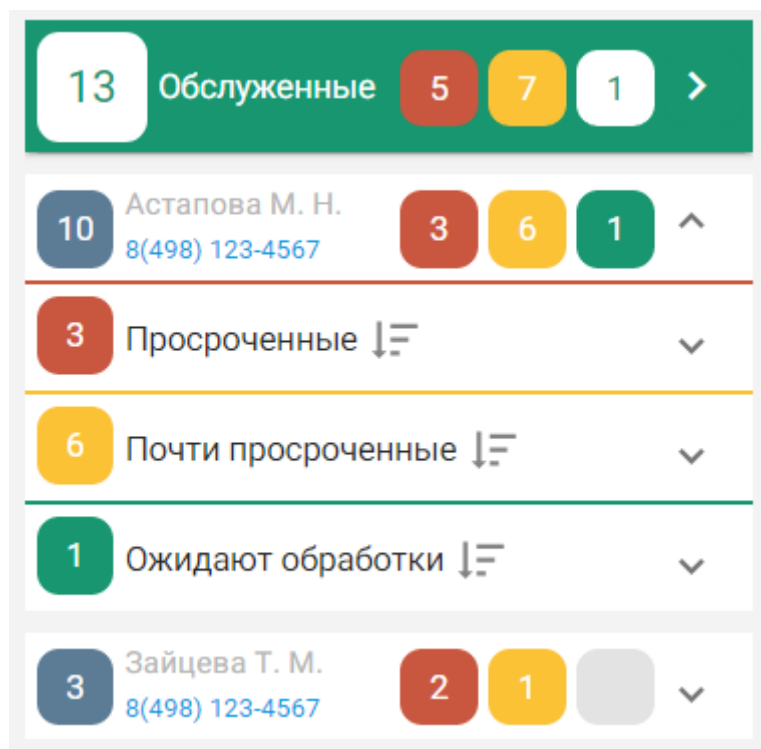 13 Обслуженные 5 7 1
10 Астапова М. Н. 3 6 1
8(498) 123-4567
3 Просроченные
6 Почти просроченные
1 Ожидают обработки
3 Зайцева Т. М. 2 1
8(498) 123-4567